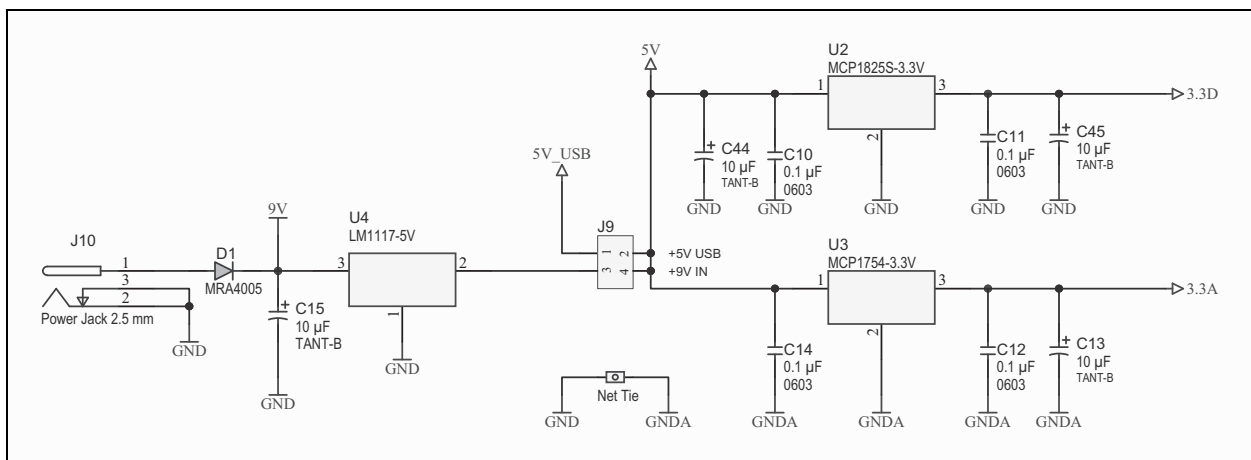 J10
1
3
2
Power Jack 2.5 mm
GND
D1
MRA4005
9V
C15
10 µF
TANT-B
GND
U4
LM1117-5V
3
2
1
GND
5V_USB
J9
1
2
3
4
+5V USB
+9V IN
5V
C44
10 µF
TANT-B
GND
C10
0.1 µF
0603
GND
U2
MCP1825S-3.3V
1
3
2
GND
C11
0.1 µF
0603
GND
C45
10 µF
TANT-B
GND
3.3D
U3
MCP1754-3.3V
1
3
2
GNDA
C14
0.1 µF
0603
GNDA
C12
0.1 µF
0603
GNDA
C13
10 µF
TANT-B
GNDA
3.3A
Net Tie
GND
GNDA